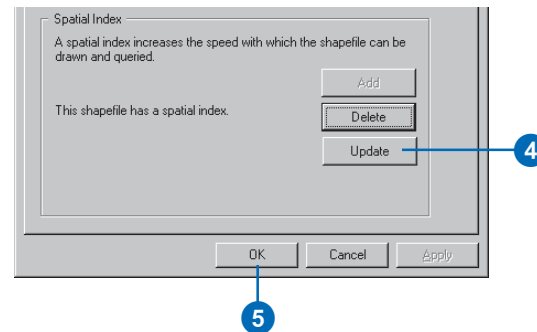 Spatial Index
A spatial index increases the speed with which the shapefile can be
drawn and queried.
Add
This shapefile has a spatial index.
Delete
Update
4
OK
Cancel
Apply
5